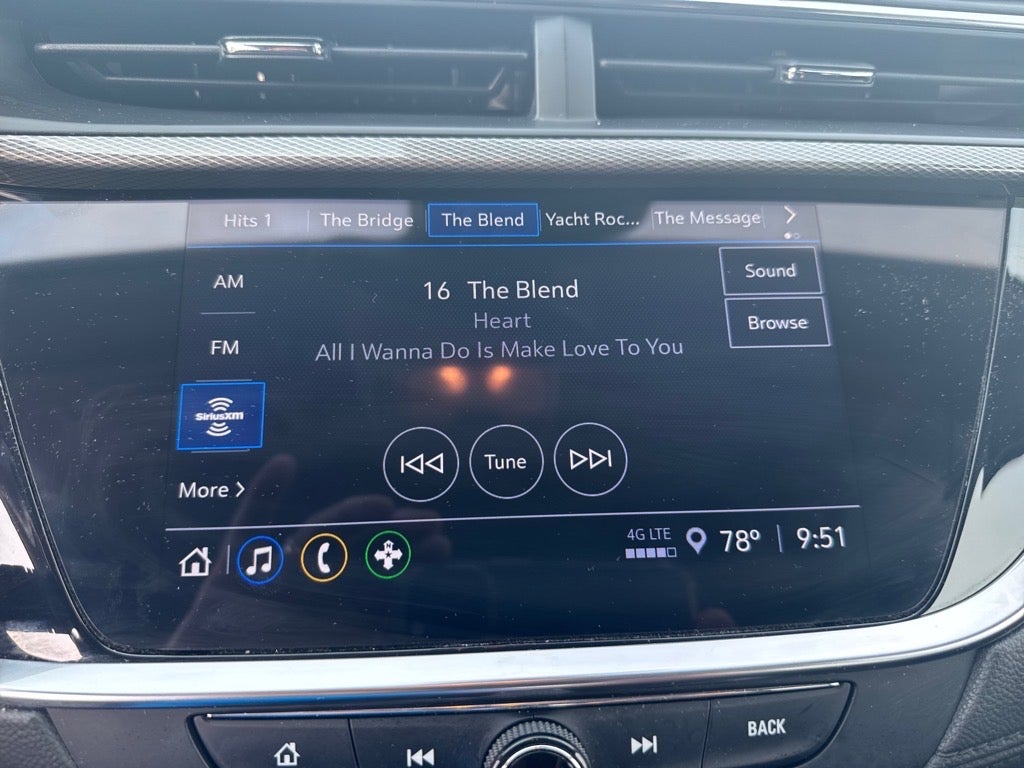 Hits 1 The Bridge The Blend Yacht Roc... The Message
AM
16 The Blend
Sound
Heart
Browse
FM
All I Wanna Do Is Make Love To You
SiriusXM
Tune
More
4G LTE
78° 9:51
N
BACK